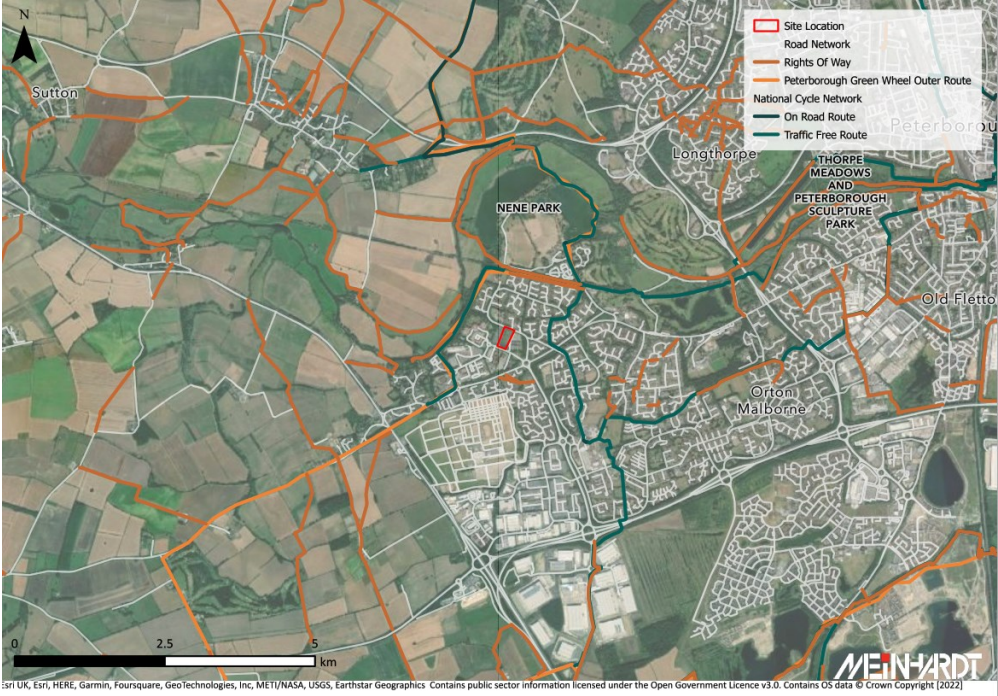 N
Site Location
Road Network
Rights Of Way
Peterborough Green Wheel Outer Route
National Cycle Network
On Road Route
Traffic Free Route
Sutton
Peterborou
Longthorpe
THORPE
MEADOWS
AND
PETERBOROUGH
SCULPTURE
PARK
NENE PARK
Old Fletto
Orton
Malborne
0 2.5 5
km
MEINHARDT
Esri UK, Esri, HERE, Garmin, Foursquare, GeoTechnologies, Inc, METI/NASA, USGS, Earthstar Geographics Contains public sector information licensed under the Open Government Licence v3.0. Contains OS data © Crown Copyright [2022]